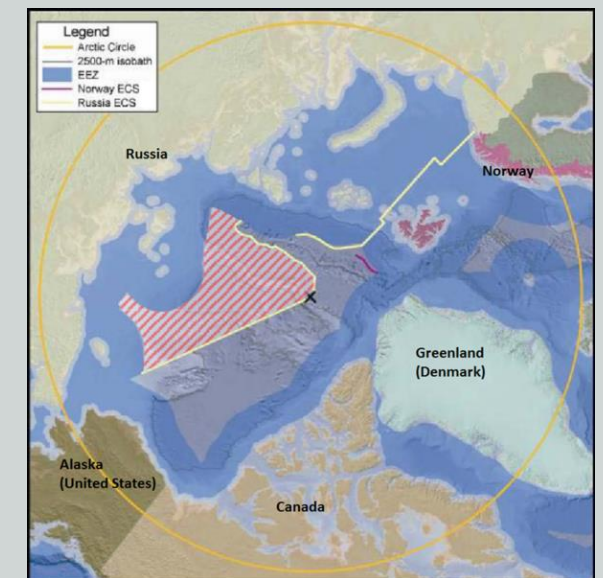 Legend
Arctic Circle
2500-m isobath
EEZ
Norway ECS
Russia ECS
Russia
Norway
Greenland
(Denmark)
Alaska
(United States)
Canada